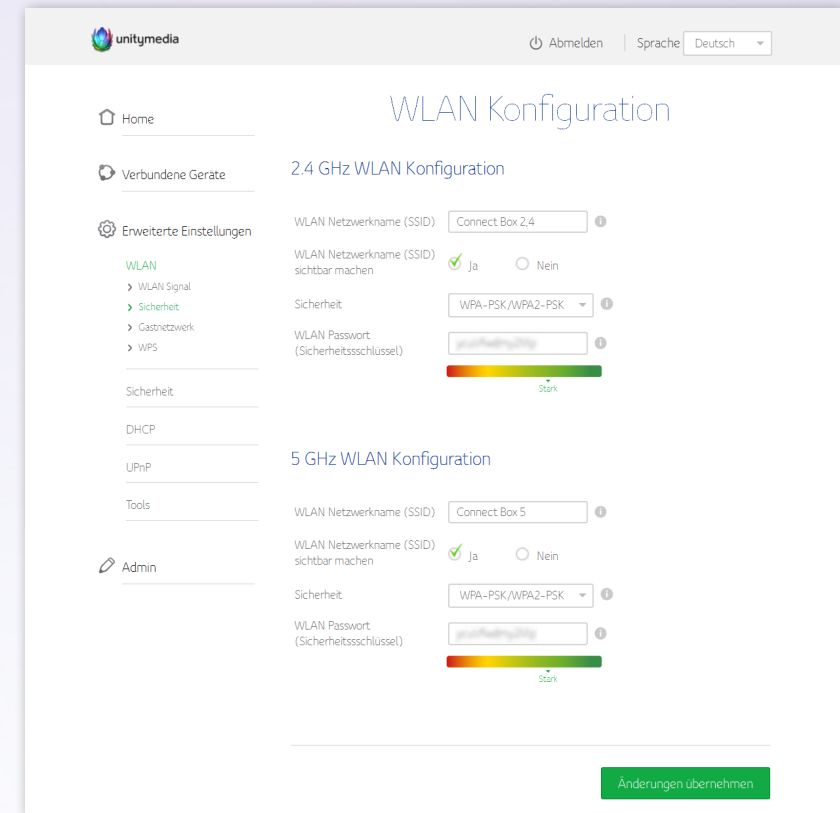 unitymedia
Abmelden
Sprache
Deutsch
Home
Verbundene Geräte
Erweiterte Einstellungen
WLAN
WLAN Signal
Sicherheit
Gastnetzwerk
WPS
Sicherheit
DHCP
UPnP
Tools
Admin
WLAN Konfiguration
2.4 GHz WLAN Konfiguration
WLAN Netzwerkname (SSID)
Connect Box 2,4
WLAN Netzwerkname (SSID)
sichtbar machen
Ja
Nein
Sicherheit
WPA-PSK/WPA2-PSK
WLAN Passwort
(Sicherheitssschlüssel)
Stark
5 GHz WLAN Konfiguration
WLAN Netzwerkname (SSID)
Connect Box 5
WLAN Netzwerkname (SSID)
sichtbar machen
Ja
Nein
Sicherheit
WPA-PSK/WPA2-PSK
WLAN Passwort
(Sicherheitssschlüssel)
Stark
Änderungen übernehmen